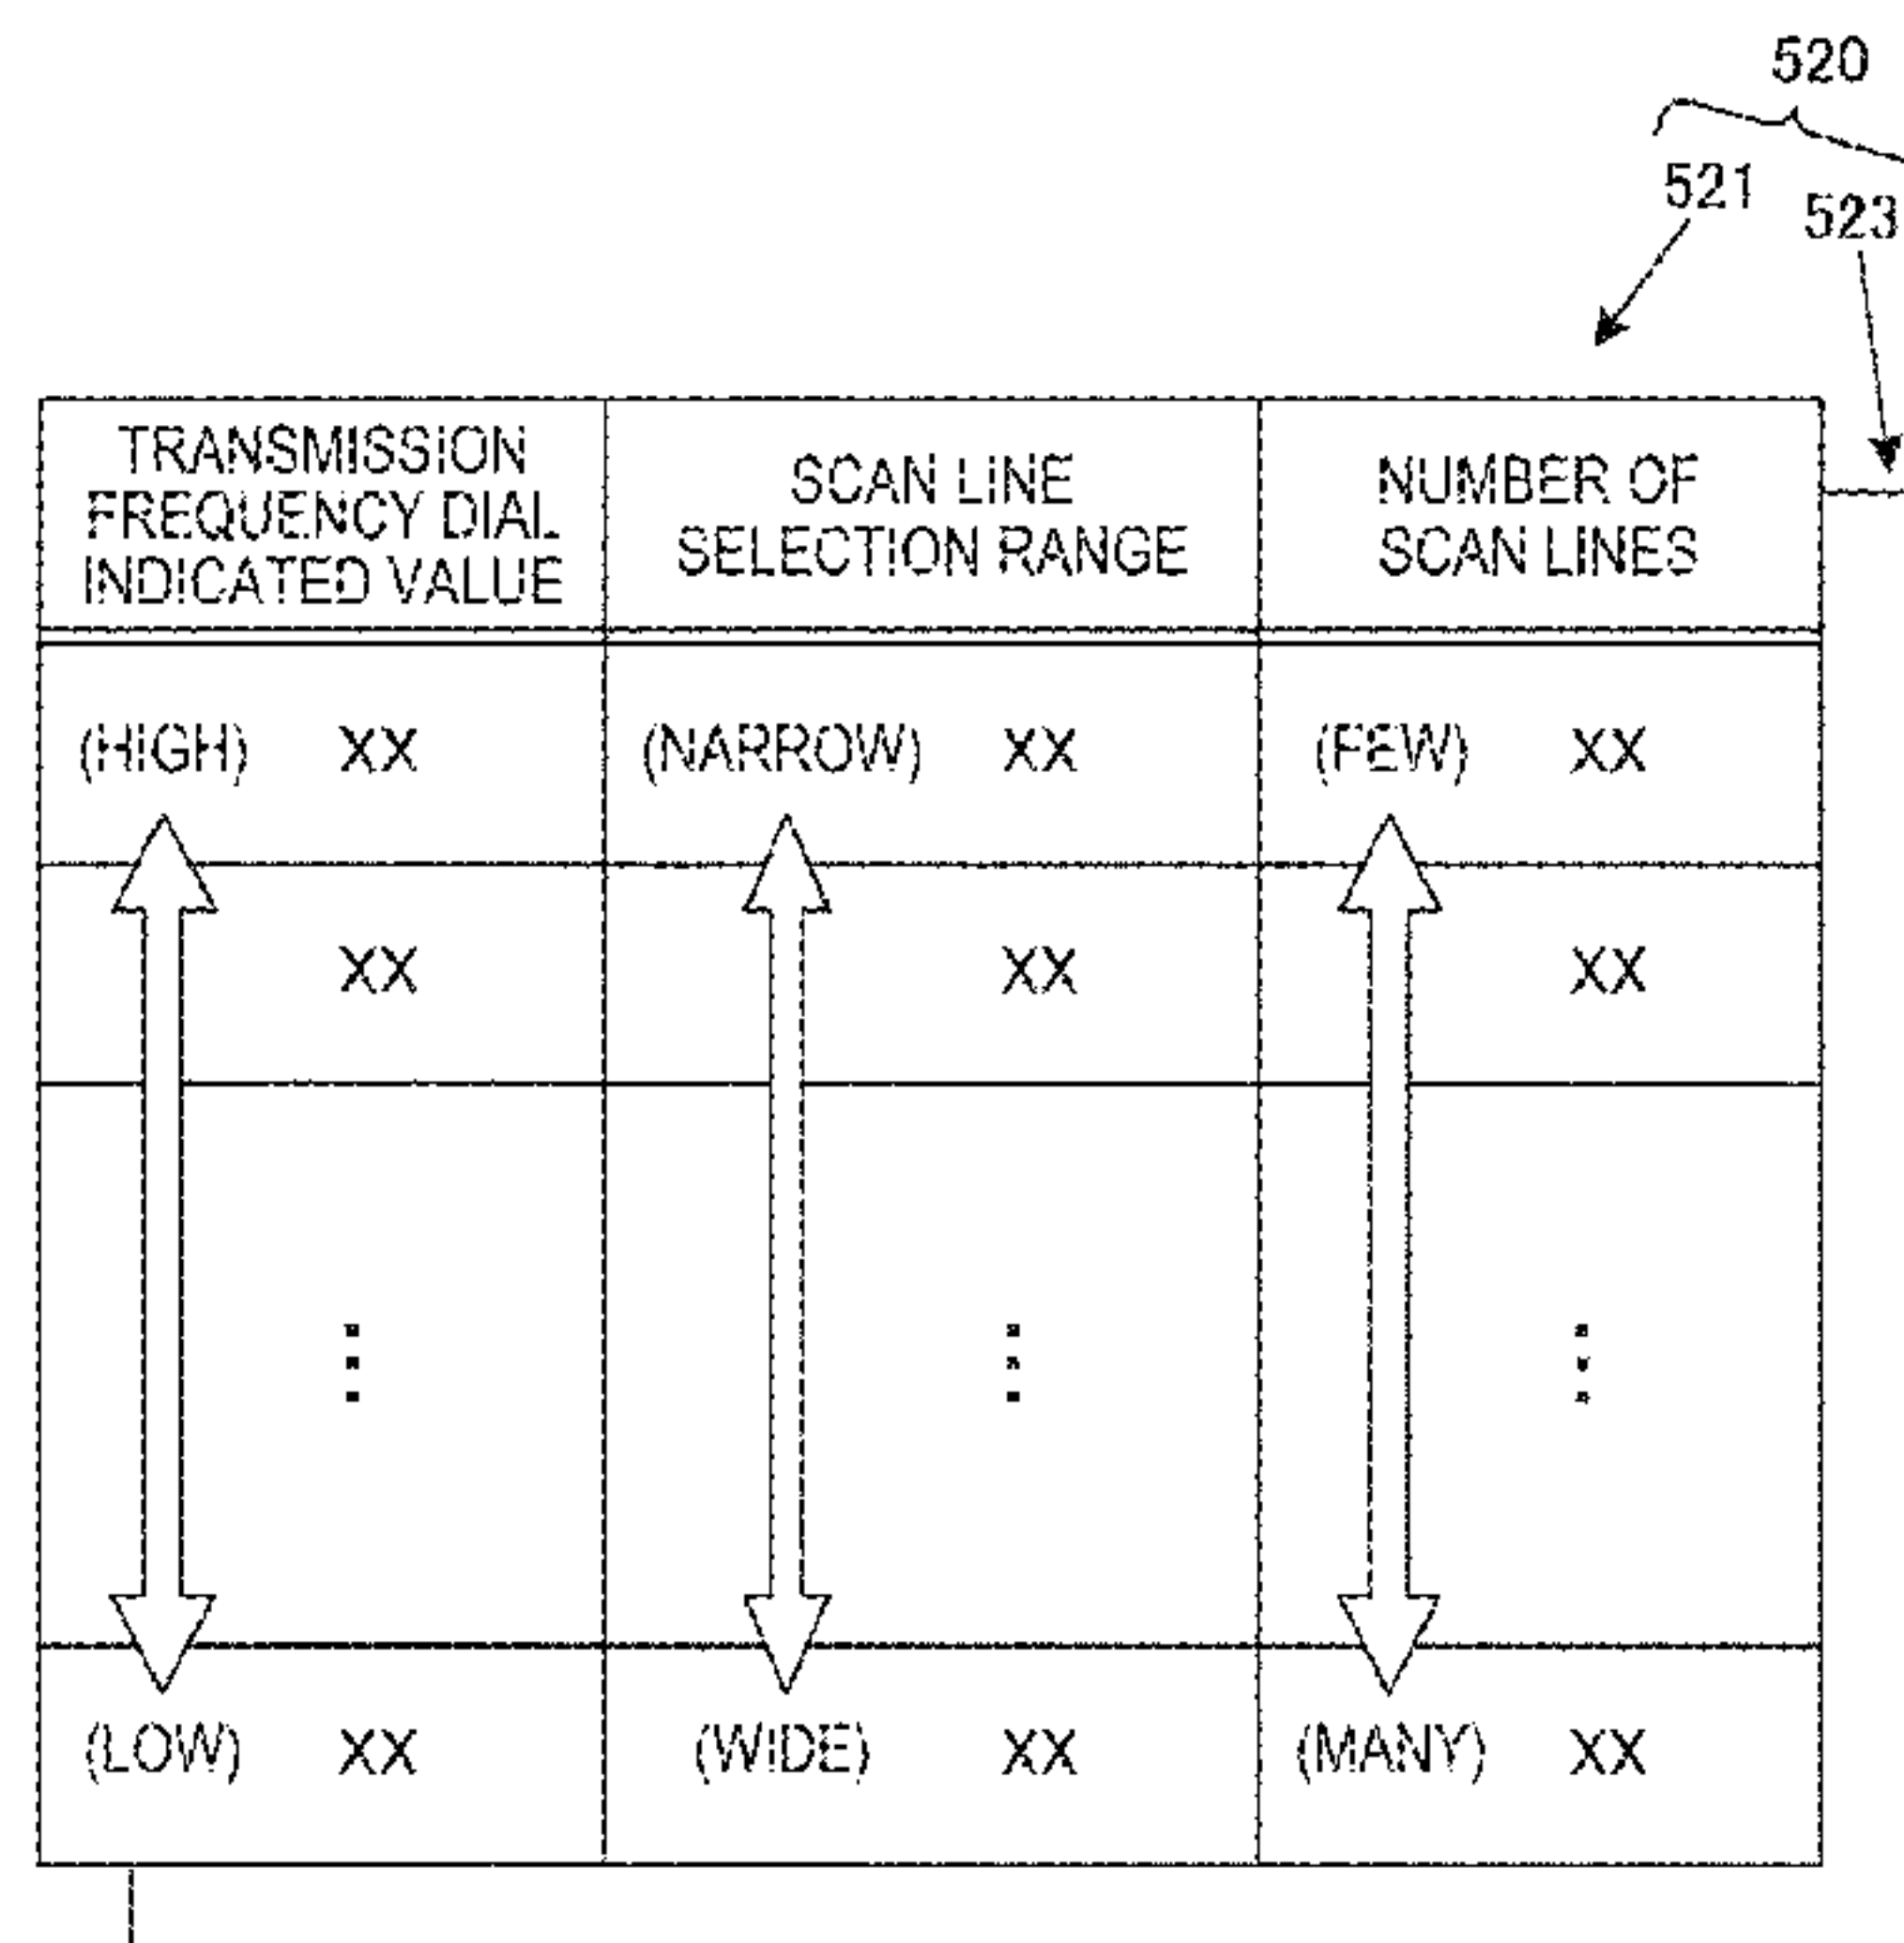 520
521
523
TRANSMISSION
FREQUENCY DIAL
INDICATED VALUE
SCAN LINE
SELECTION RANGE
NUMBER OF
SCAN LINES
(HIGH) XX (NARROW) XX (FEW) XX
XX XX XX
(LOW) XX (WIDE) XX (MANY) XX